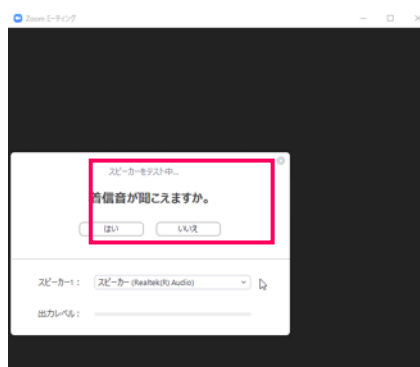 Zoom ミーティング
スピーカーをテスト中...
着信音が聞こえますか。
はい いいえ
スピーカー1： スピーカー (Realtek(R) Audio)
出力レベル：